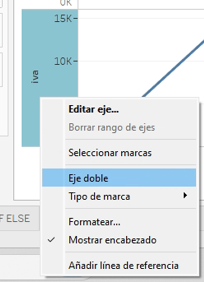 0K
15K
10K
iva
Editar eje...
Borrar rango de ejes
Seleccionar marcas
Eje doble
Tipo de marca
F ELSE
Formatear...
Mostrar encabezado
Añadir línea de referencia